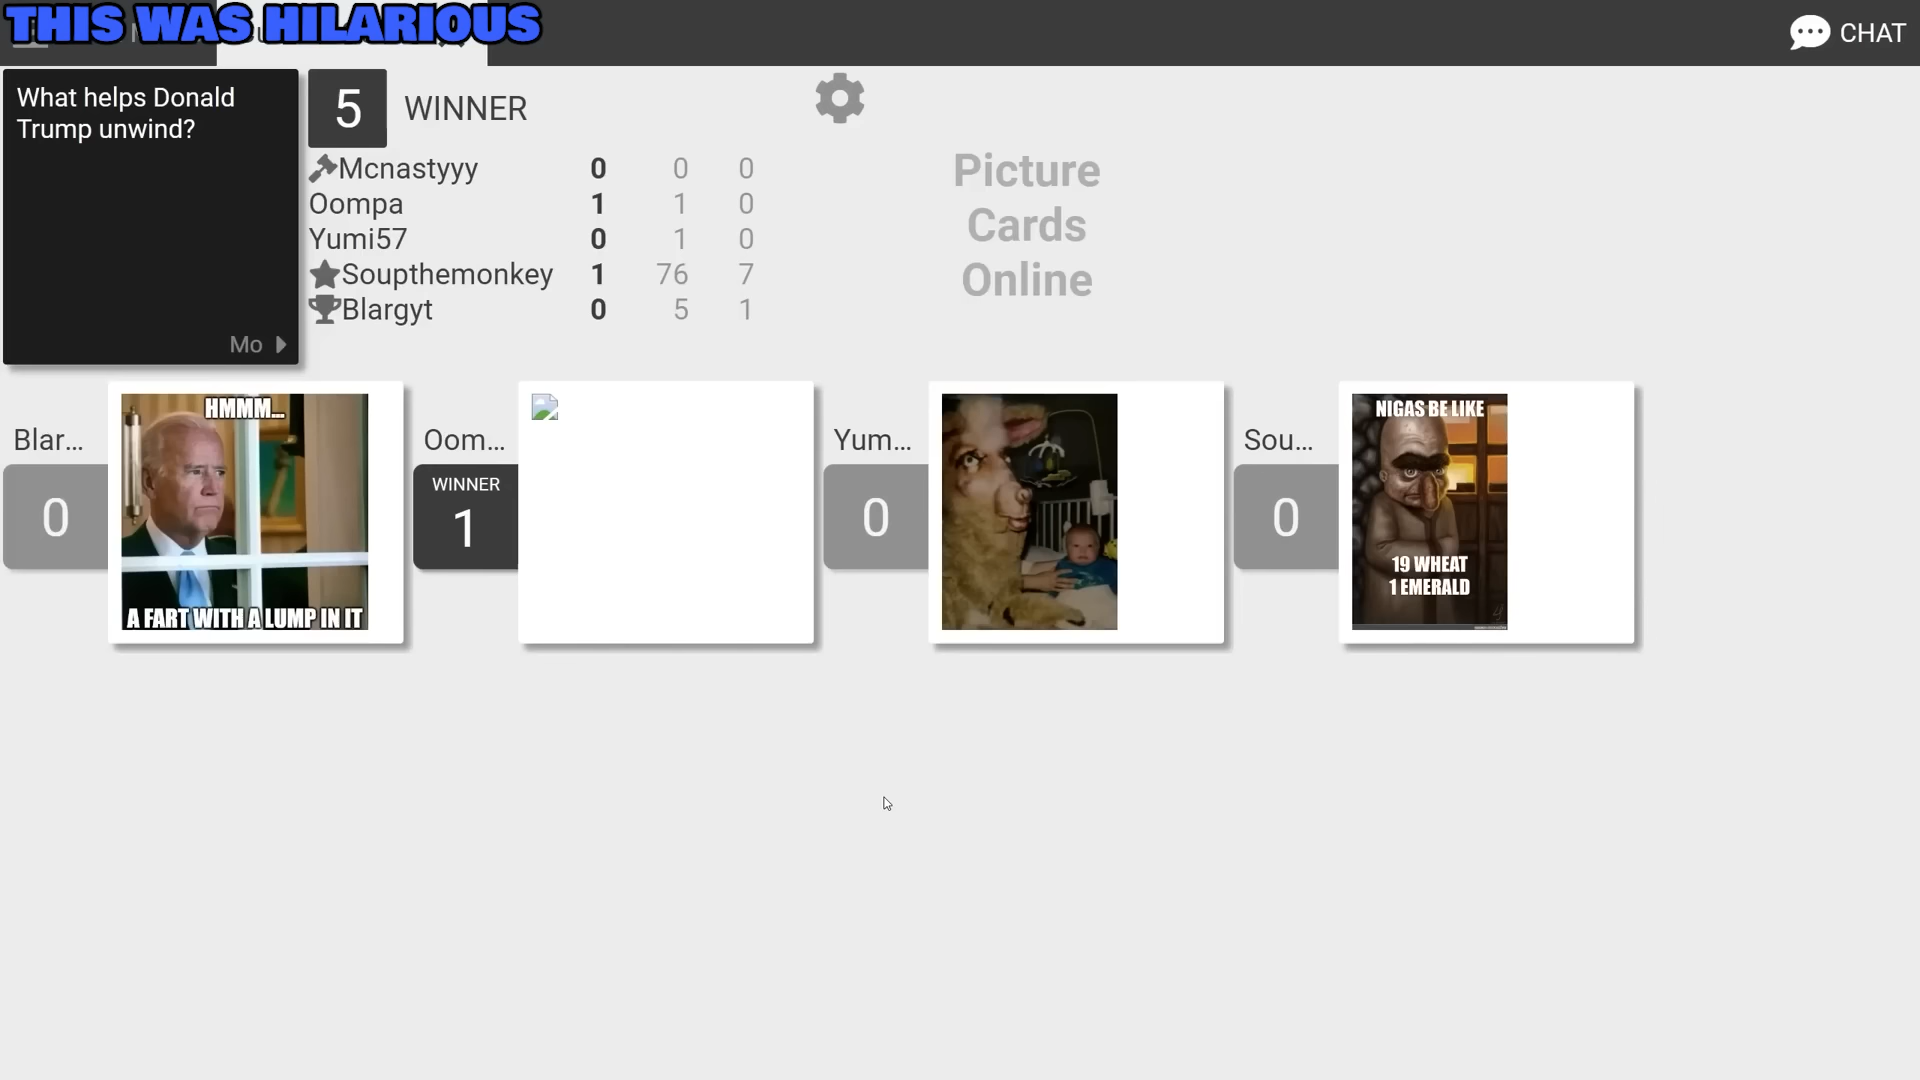 THIS WAS HILARIOUS
CHAT
What helps Donald
Trump unwind?
Mo
5 WINNER
Mcnastyyy 0 0 0
Oompa 1 1 0
Yumi57 0 1 0
Soupthemonkey 1 76 7
Blargyt 0 5 1
Picture
Cards
Online
Blar...
0
HMMM...
A FART WITH A LUMP IN IT
Oom...
WINNER
1
Yum...
0
Sou...
0
NIGAS BE LIKE
19 WHEAT
1 EMERALD